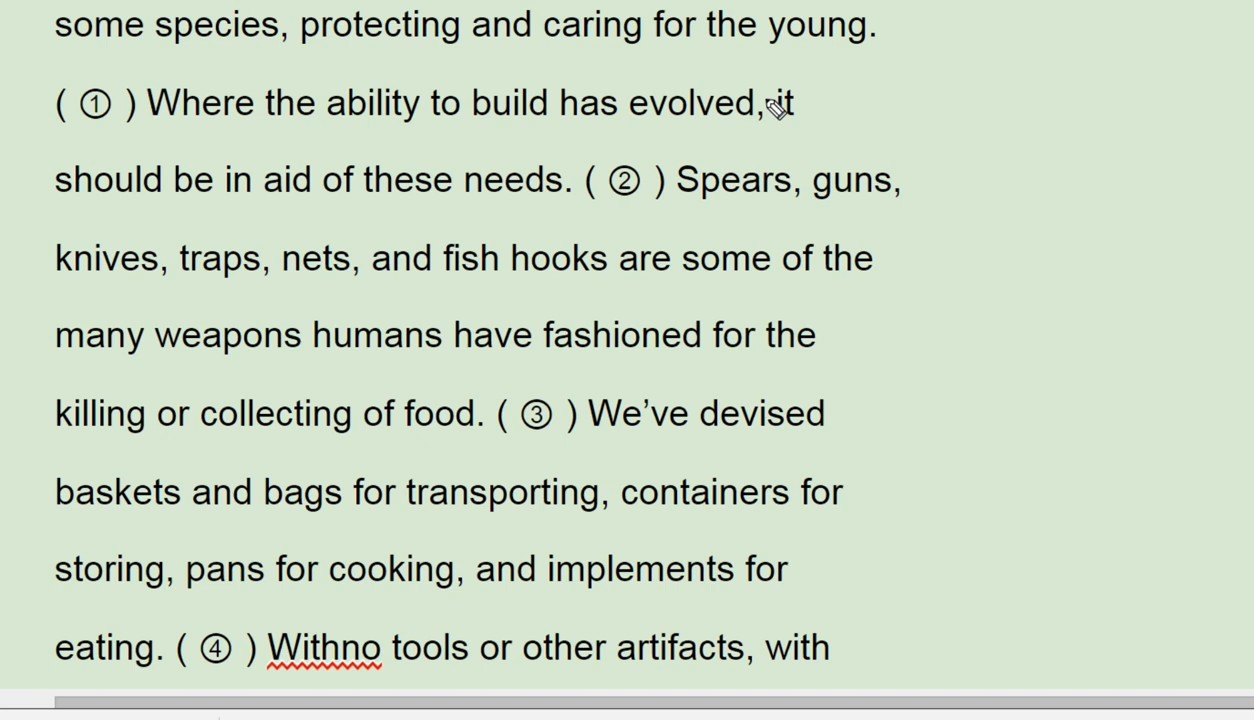 some species, protecting and caring for the young.
( ① ) Where the ability to build has evolved, it
should be in aid of these needs. ( ② ) Spears, guns,
knives, traps, nets, and fish hooks are some of the
many weapons humans have fashioned for the
killing or collecting of food. ( ③ ) We’ve devised
baskets and bags for transporting, containers for
storing, pans for cooking, and implements for
eating. ( ④ ) Withno tools or other artifacts, with